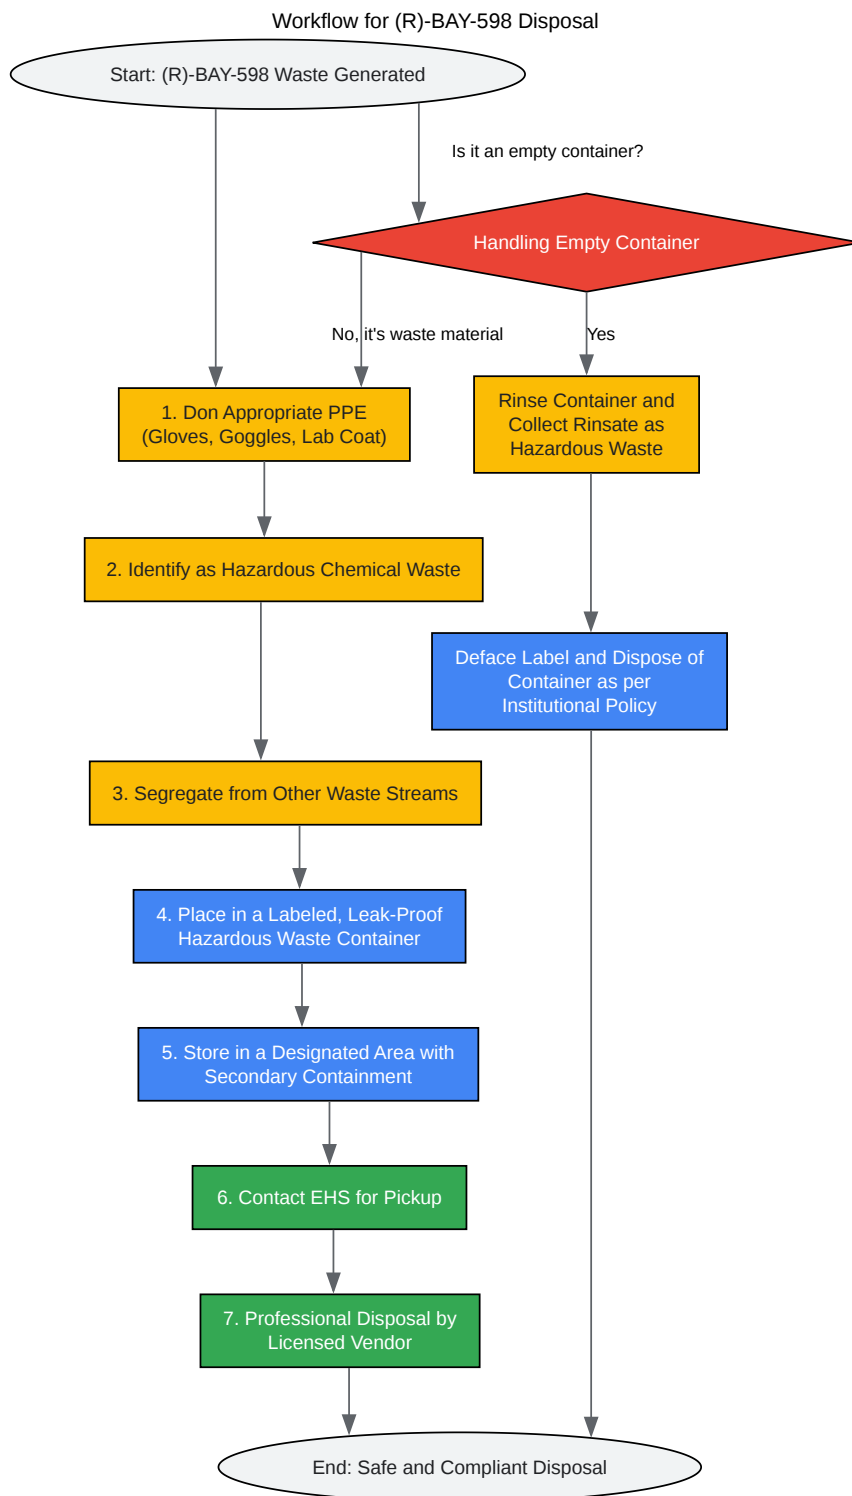 Workflow for (R)-BAY-598 Disposal
Start: (R)-BAY-598 Waste Generated
Is it an empty container?
Handling Empty Container
No, it's waste material
Yes
1. Don Appropriate PPE
(Gloves, Goggles, Lab Coat)
Rinse Container and
Collect Rinsate as
Hazardous Waste
2. Identify as Hazardous Chemical Waste
Deface Label and Dispose of
Container as per
Institutional Policy
3. Segregate from Other Waste Streams
4. Place in a Labeled, Leak-Proof
Hazardous Waste Container
5. Store in a Designated Area with
Secondary Containment
6. Contact EHS for Pickup
7. Professional Disposal by
Licensed Vendor
End: Safe and Compliant Disposal